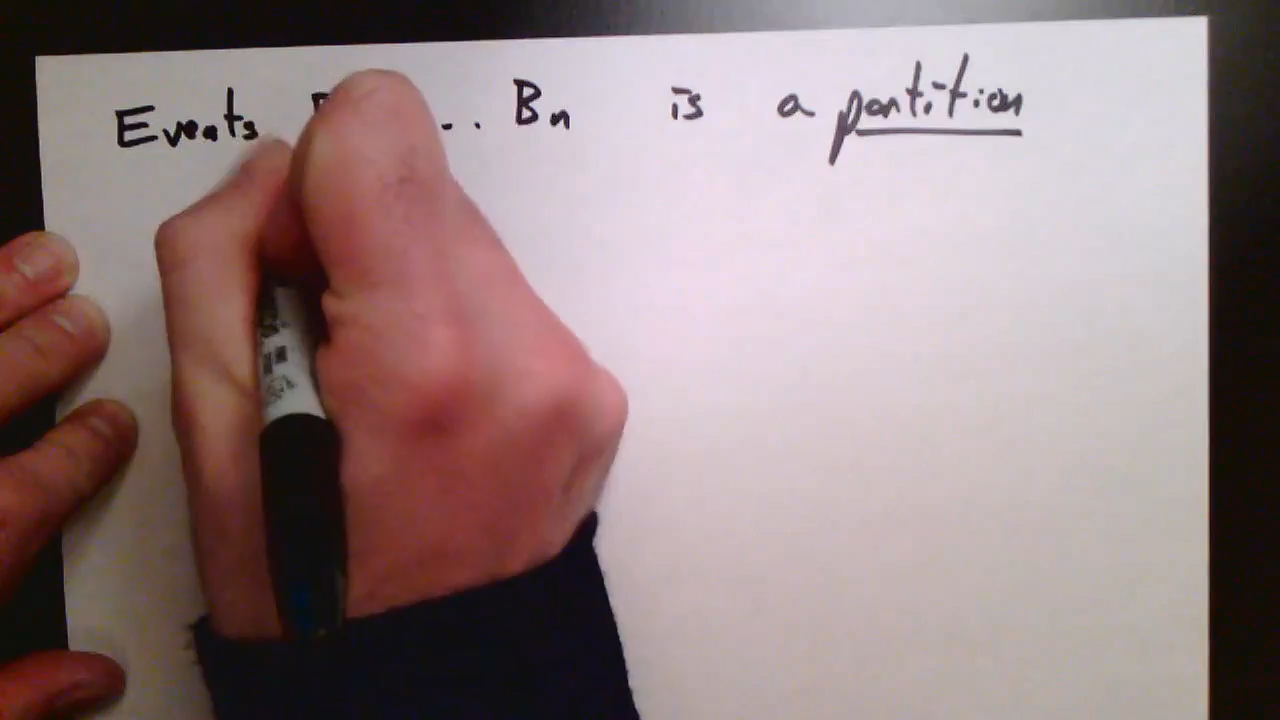 Events B . . Bn is a partition